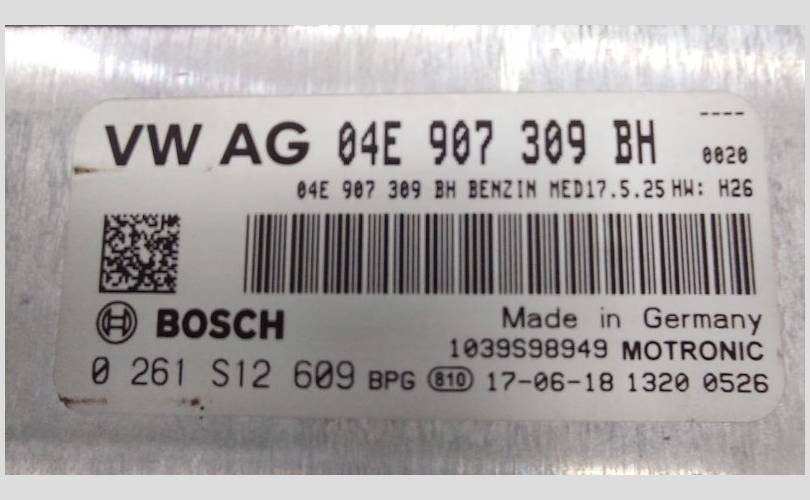 VW AG 04E 907 309 BH ----
0020
04E 907 309 BH BENZIN MED17.5.25 HW: H26
BOSCH
Made in Germany
1039S98949 MOTRONIC
0 261 S12 609 BPG 810 17-06-18 1320 0526